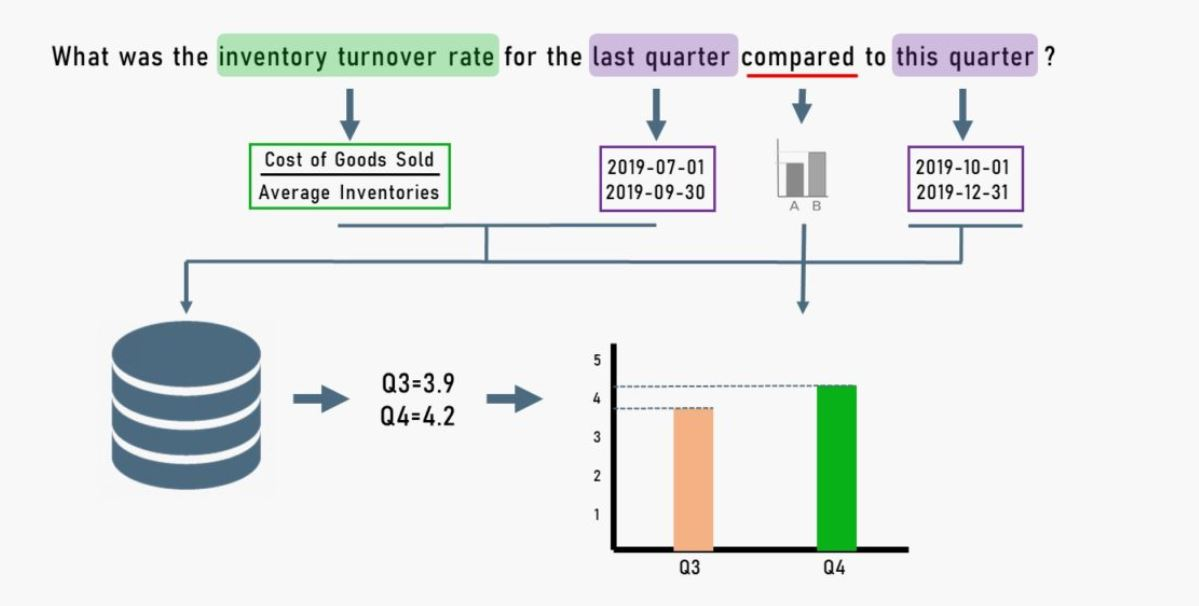 What was the inventory turnover rate for the last quarter compared to this quarter ?
Cost of Goods Sold
Average Inventories
2019-07-01
2019-09-30
A B
2019-10-01
2019-12-31
Q3=3.9
Q4=4.2
5
4
3
2
1
Q3 Q4